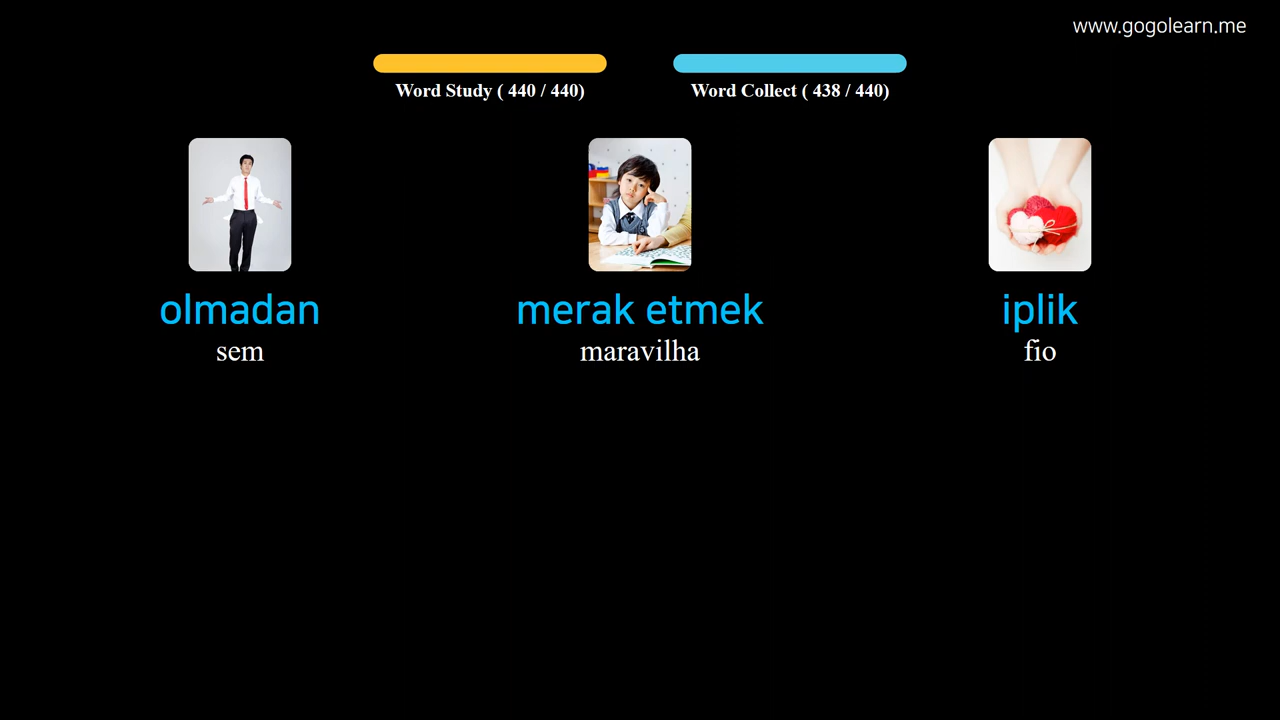 www.gogolearn.me
Word Study ( 440 / 440)
Word Collect ( 438 / 440)
olmadan
merak etmek
iplik
sem
maravilha
fio